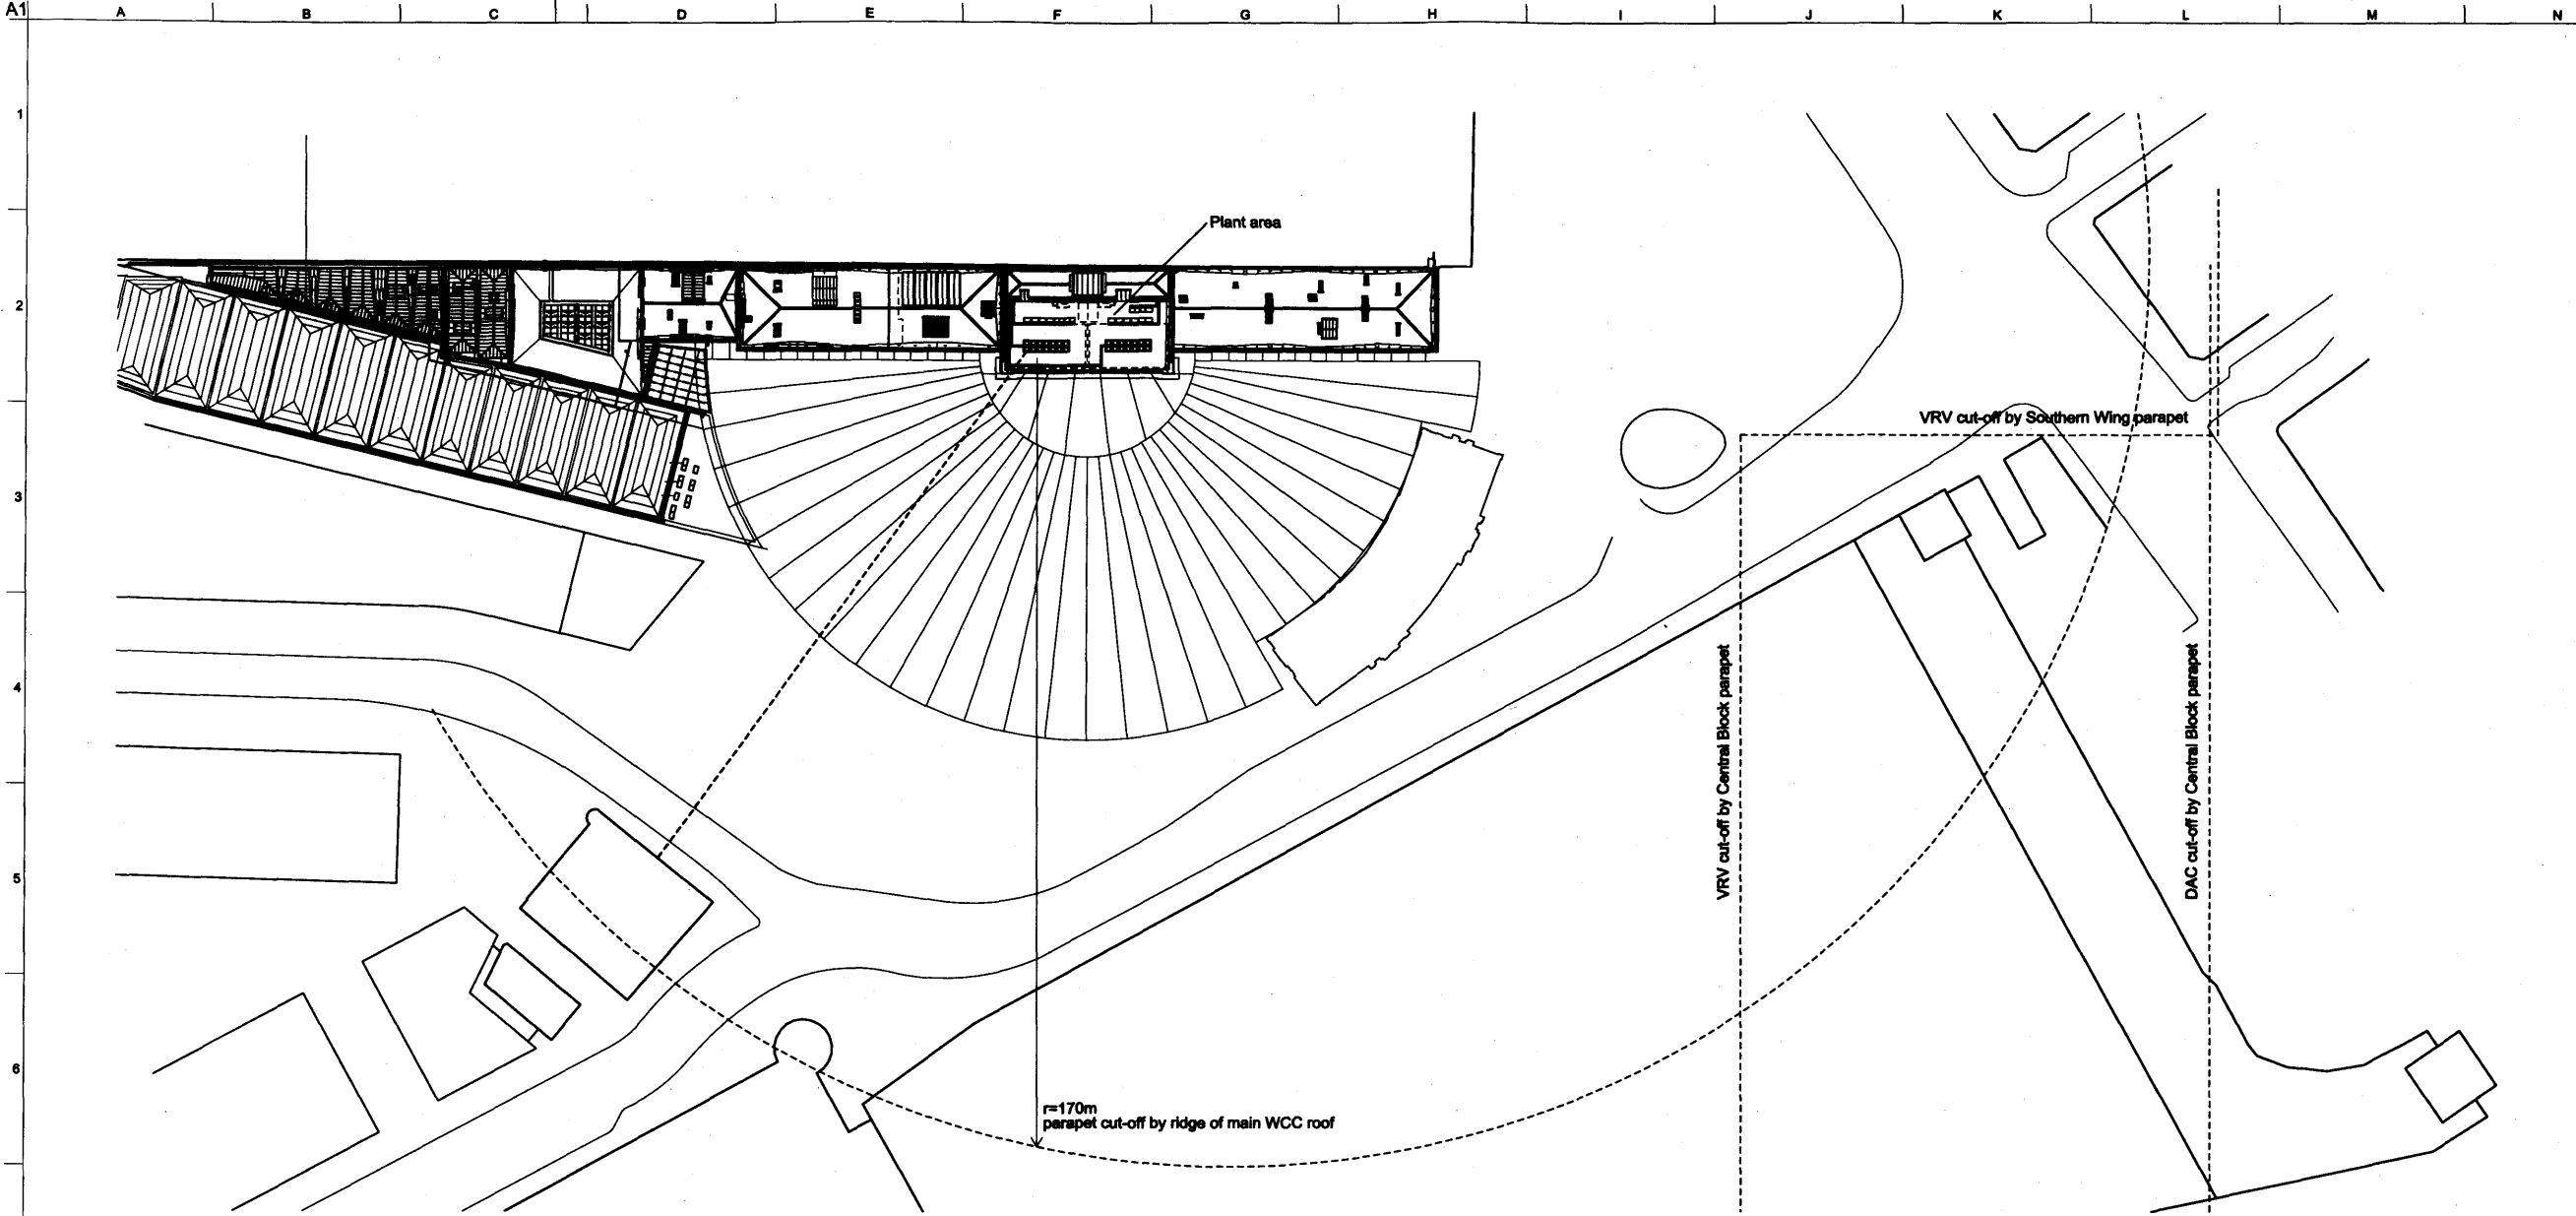 A1
A B C D E F G H I J K L M N
1
Plant area
2
VRV cut-off by Southern Wing parapet
3
VRV cut-off by Central Block parapet
DAC cut-off by Central Block parapet
4
5
6
r=170m
parapet cut-off by ridge of main WCC roof